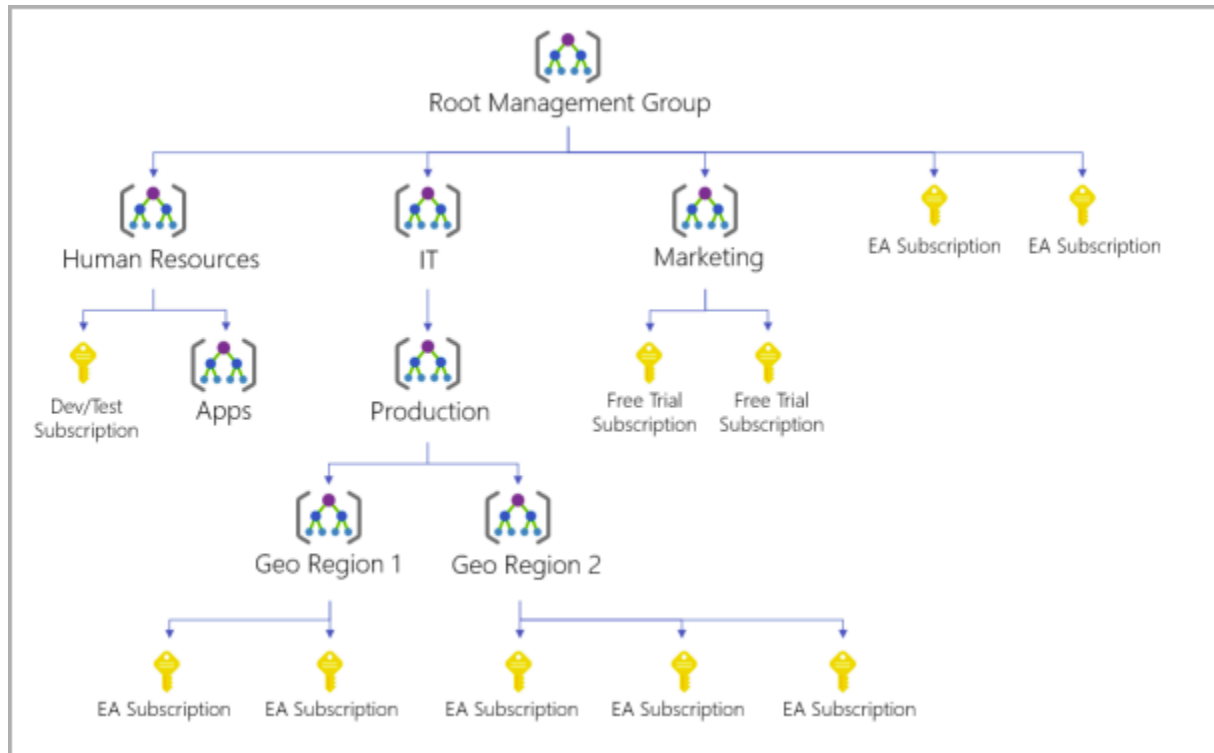 Root Management Group
Human Resources
IT
Marketing
EA Subscription
EA Subscription
Dev/Test
Subscription
Apps
Production
Free Trial
Subscription
Free Trial
Subscription
Geo Region 1
Geo Region 2
EA Subscription
EA Subscription
EA Subscription
EA Subscription
EA Subscription